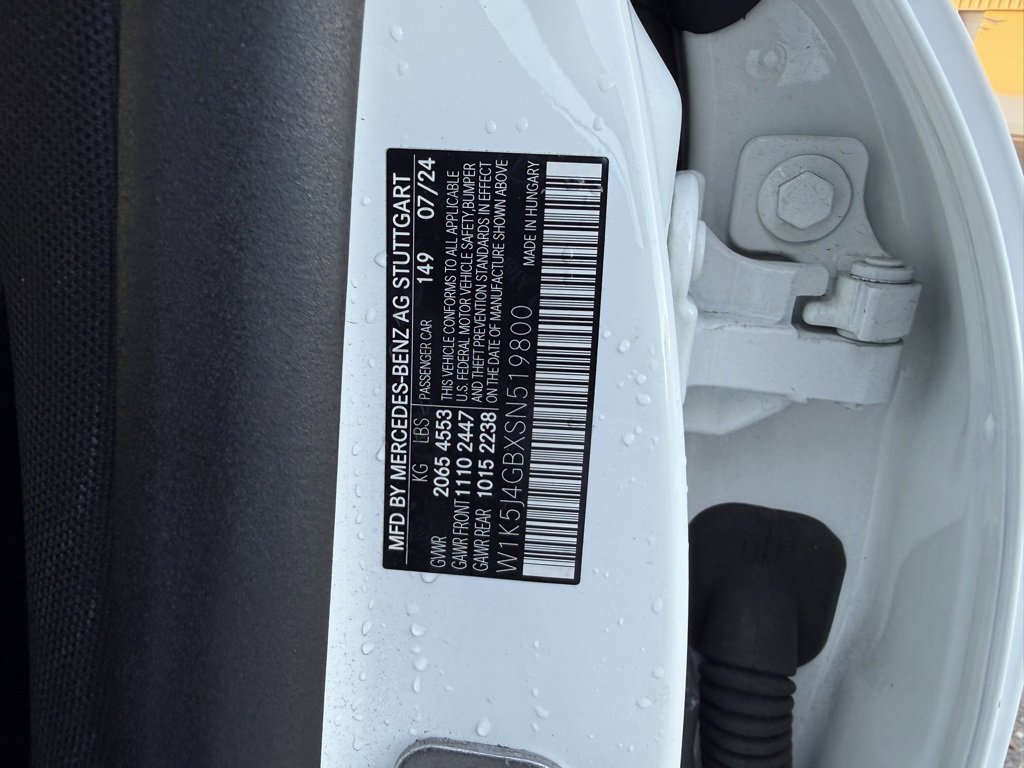 MFD BY MERCEDES-BENZ AG STUTTGART 07/24
KG LBS PASSENGER CAR 149
GVWR 2065 4553 THIS VEHICLE CONFORMS TO ALL APPLICABLE
GAWR FRONT 1110 2447 U.S. FEDERAL MOTOR VEHICLE SAFETY,BUMPER
GAWR REAR 1015 2238 AND THEFT PREVENTION STANDARDS IN EFFECT
ON THE DATE OF MANUFACTURE SHOWN ABOVE
W1K5J4GBXSN519800 MADE IN HUNGARY